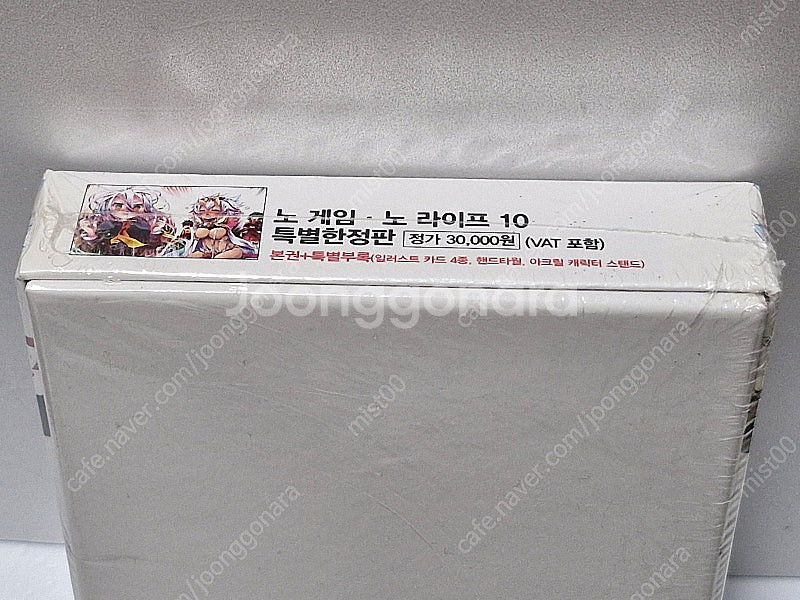 노 게임 · 노 라이프 10
특별한정판 정가 30,000원 (VAT 포함)
본권+특별부록(일러스트 카드 4종, 핸드타월, 아크릴 캐릭터 스탠드)
Joonggonara
cafe.naver.com/joonggonara
mist00